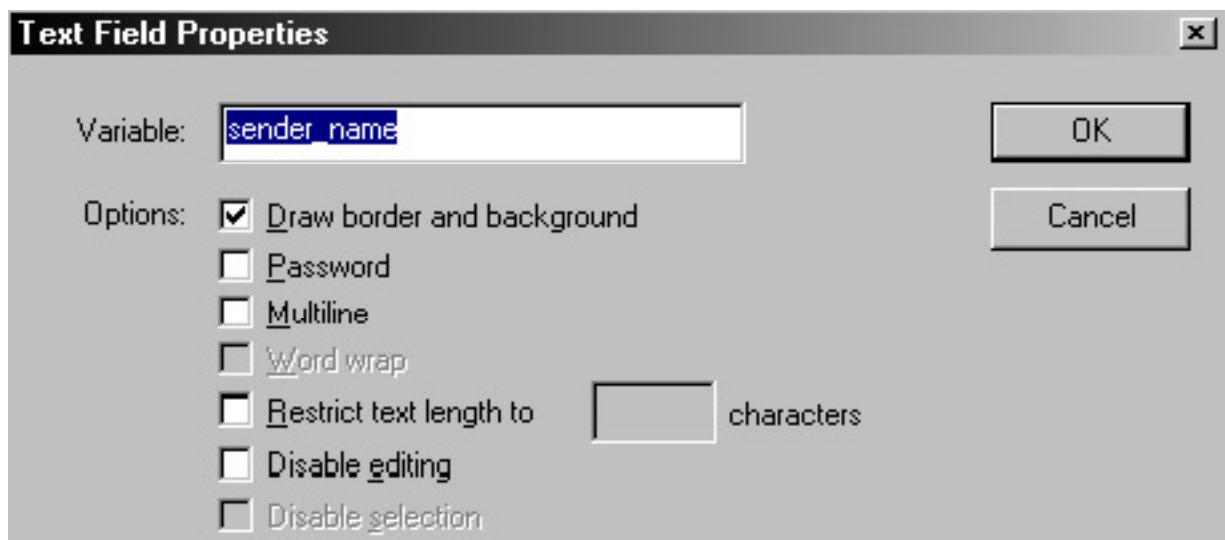 Text Field Properties
Variable: sender_name OK
Options: Draw border and background Cancel
Password
Multiline
Word wrap
Restrict text length to characters
Disable editing
Disable selection